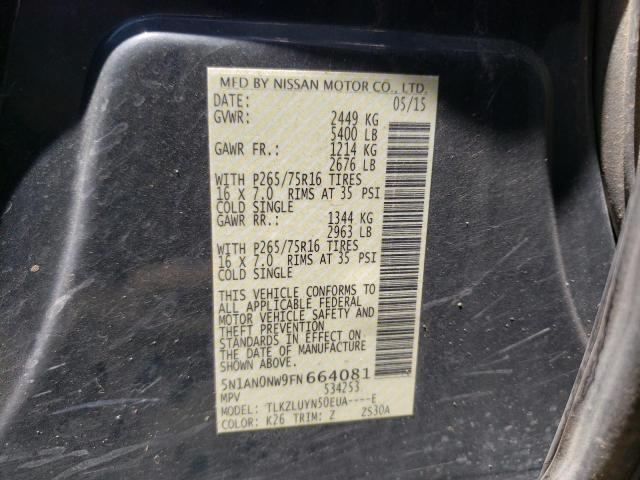 MFD BY NISSAN MOTOR CO., LTD.
DATE: 05/15
GVWR: 2449 KG
5400 LB
GAWR FR.: 1214 KG
2676 LB
WITH P265/75R16 TIRES
16 X 7.0 RIMS AT 35 PSI
COLD SINGLE
GAWR RR.: 1344 KG
2963 LB
WITH P265/75R16 TIRES
16 X 7.0 RIMS AT 35 PSI
COLD SINGLE
THIS VEHICLE CONFORMS TO
ALL APPLICABLE FEDERAL
MOTOR VEHICLE SAFETY AND
THEFT PREVENTION
STANDARDS IN EFFECT ON
THE DATE OF MANUFACTURE
SHOWN ABOVE.
5N1AN0NW9FN664081
MPV 534253
MODEL: TLKZLUYN50EUA----E
COLOR: K26 TRIM: Z ZS30A